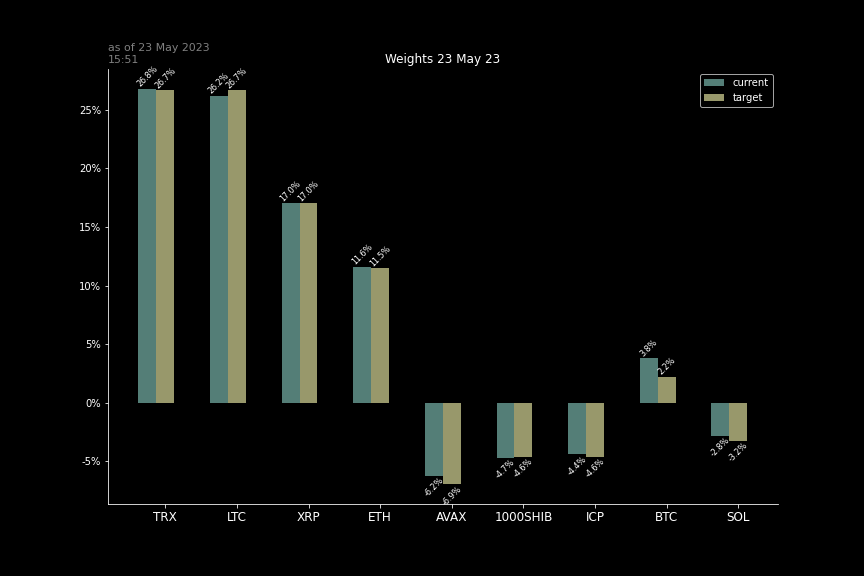 as of 23 May 2023
15:51
Weights 23 May 23
current
target
25%
20%
15%
10%
5%
0%
-5%
26.8%
26.7%
26.2%
26.7%
17.0%
17.0%
11.6%
11.5%
-6.2%
-6.9%
-4.7%
-4.6%
-4.4%
-4.6%
3.8%
2.2%
-2.8%
-3.2%
TRX
LTC
XRP
ETH
AVAX
1000SHIB
ICP
BTC
SOL